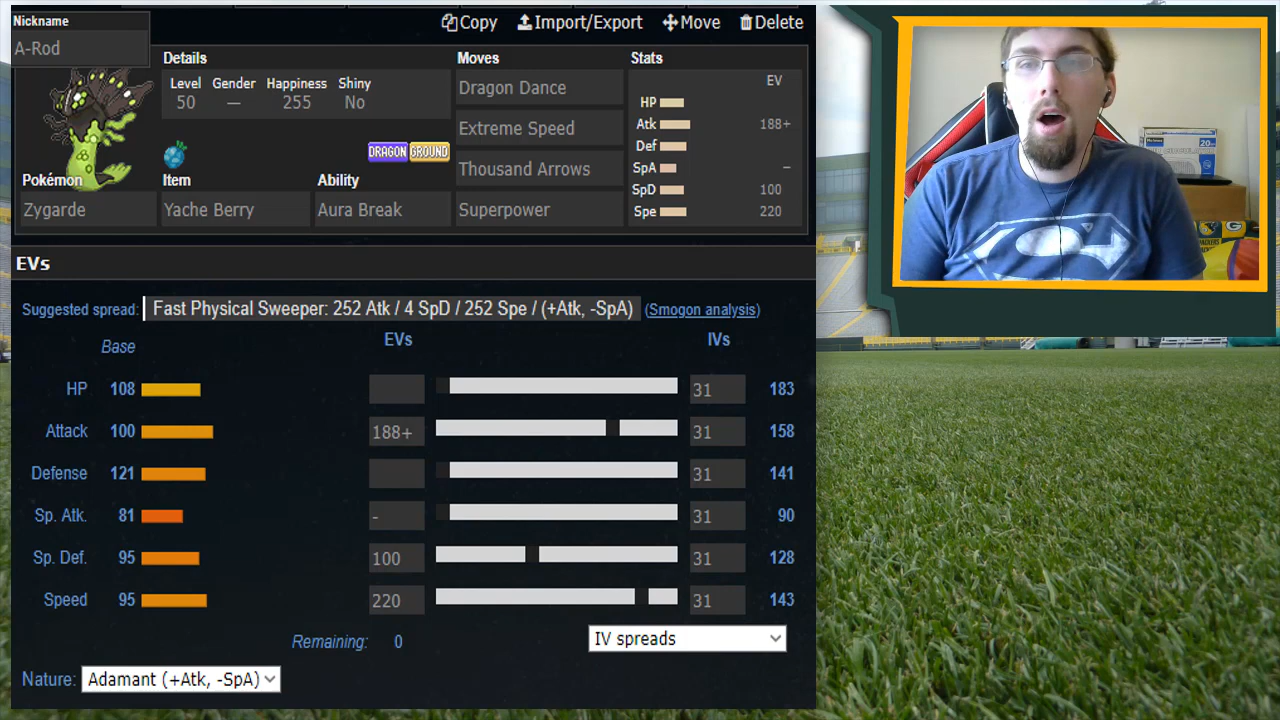 Nickname
A-Rod
Copy Import/Export Move Delete
Details
Level Gender Happiness Shiny
50 — 255 No
DRAGON GROUND
Pokémon Item Ability
Zygarde Yache Berry Aura Break
Moves
Dragon Dance
Extreme Speed
Thousand Arrows
Superpower
Stats
EV
HP
Atk 188+
Def
SpA –
SpD 100
Spe 220
EVs
Suggested spread: Fast Physical Sweeper: 252 Atk / 4 SpD / 252 Spe / (+Atk, -SpA) (Smogon analysis)
Base EVs IVs
HP 108 31 183
Attack 100 188+ 31 158
Defense 121 31 141
Sp. Atk. 81 - 31 90
Sp. Def. 95 100 31 128
Speed 95 220 31 143
Remaining: 0 IV spreads
Nature: Adamant (+Atk, -SpA)
S
20
G
PACKERS